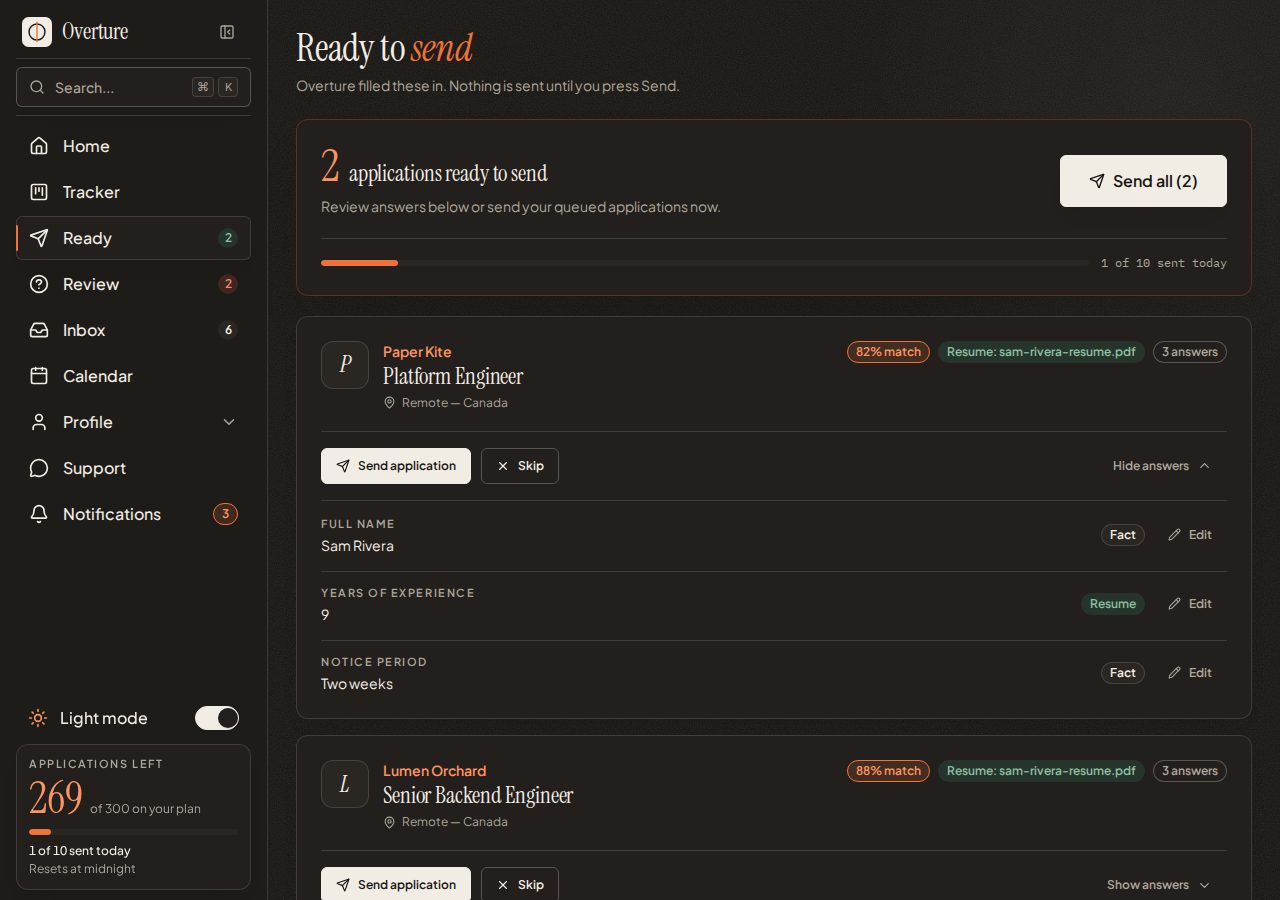 Overture
Search... ⌘ K
Home
Tracker
Ready 2
Review 2
Inbox 6
Calendar
Profile
Support
Notifications 3
Light mode
APPLICATIONS LEFT
269 of 300 on your plan
1 of 10 sent today
Resets at midnight
Ready to send
Overture filled these in. Nothing is sent until you press Send.
2 applications ready to send
Review answers below or send your queued applications now.
Send all (2)
1 of 10 sent today
P
Paper Kite
Platform Engineer
Remote — Canada
82% match
Resume: sam-rivera-resume.pdf
3 answers
Send application
Skip
Hide answers
FULL NAME
Sam Rivera
Fact
Edit
YEARS OF EXPERIENCE
9
Resume
Edit
NOTICE PERIOD
Two weeks
Fact
Edit
L
Lumen Orchard
Senior Backend Engineer
Remote — Canada
88% match
Resume: sam-rivera-resume.pdf
3 answers
Send application
Skip
Show answers